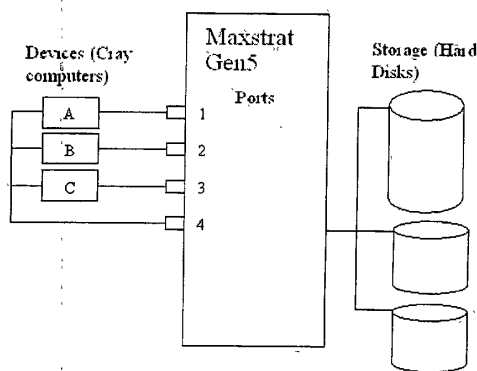 Maxstrat
Gen5
Ports
Devices (Cray
computers)
Storage (Hard
Disks)
A
B
C
1
2
3
4